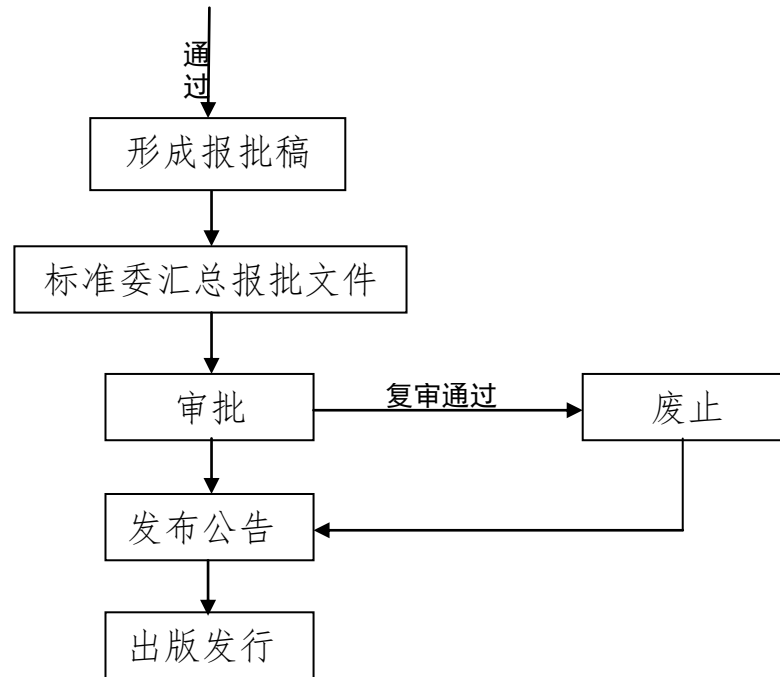 通
过
形成报批稿
标准委汇总报批文件
审批
复审通过
废止
发布公告
出版发行